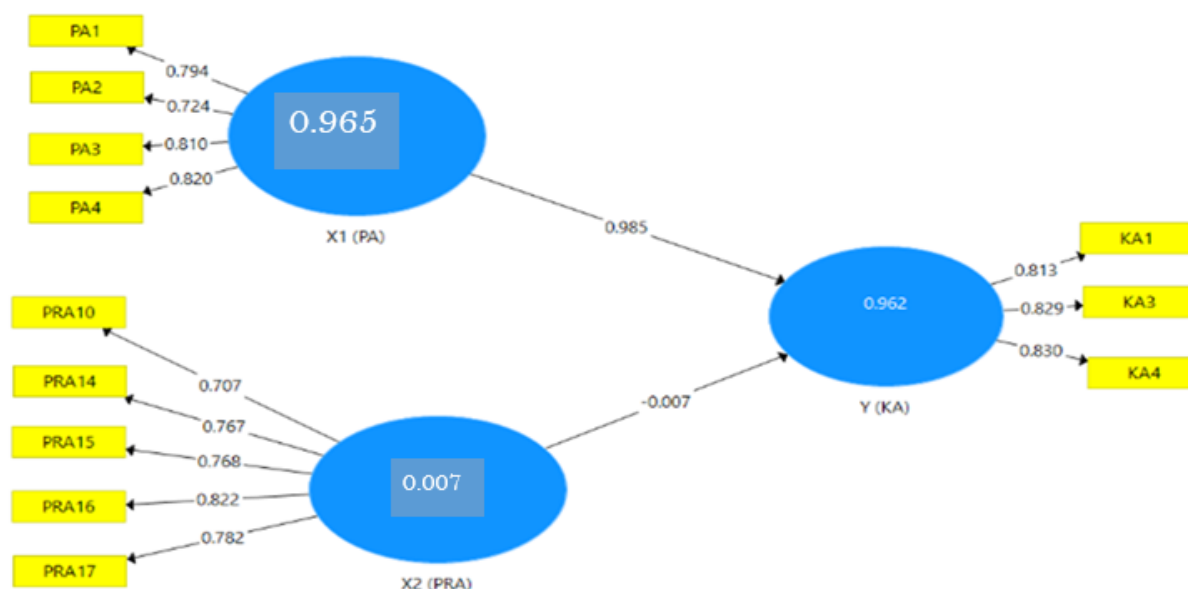 PA1
0.794
PA2
0.724
PA3
0.810
PA4
0.820
0.965
X1 (PA)
0.985
PRA10
0.707
PRA14
0.767
PRA15
0.768
PRA16
0.822
PRA17
0.782
0.007
X2 (PRA)
-0.007
0.962
Y (KA)
KA1
0.813
KA3
0.829
KA4
0.830